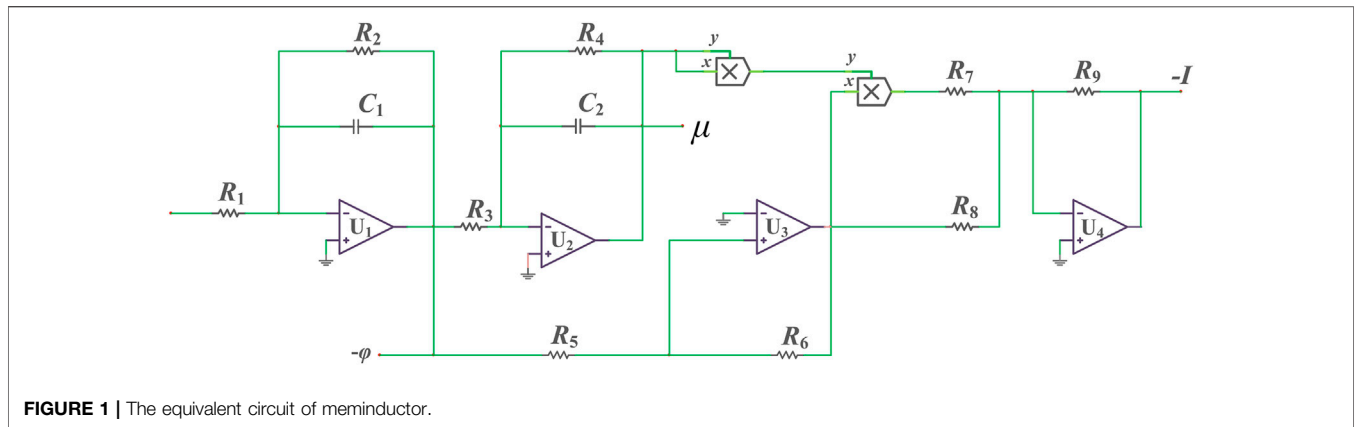 R2
R4
y
x
y
x
R7
R9
-I
C1
C2
μ
R1
R3
R8
− + U1
− + U2
− + U3
− + U4
R5
R6
-φ
FIGURE 1 | The equivalent circuit of meminductor.